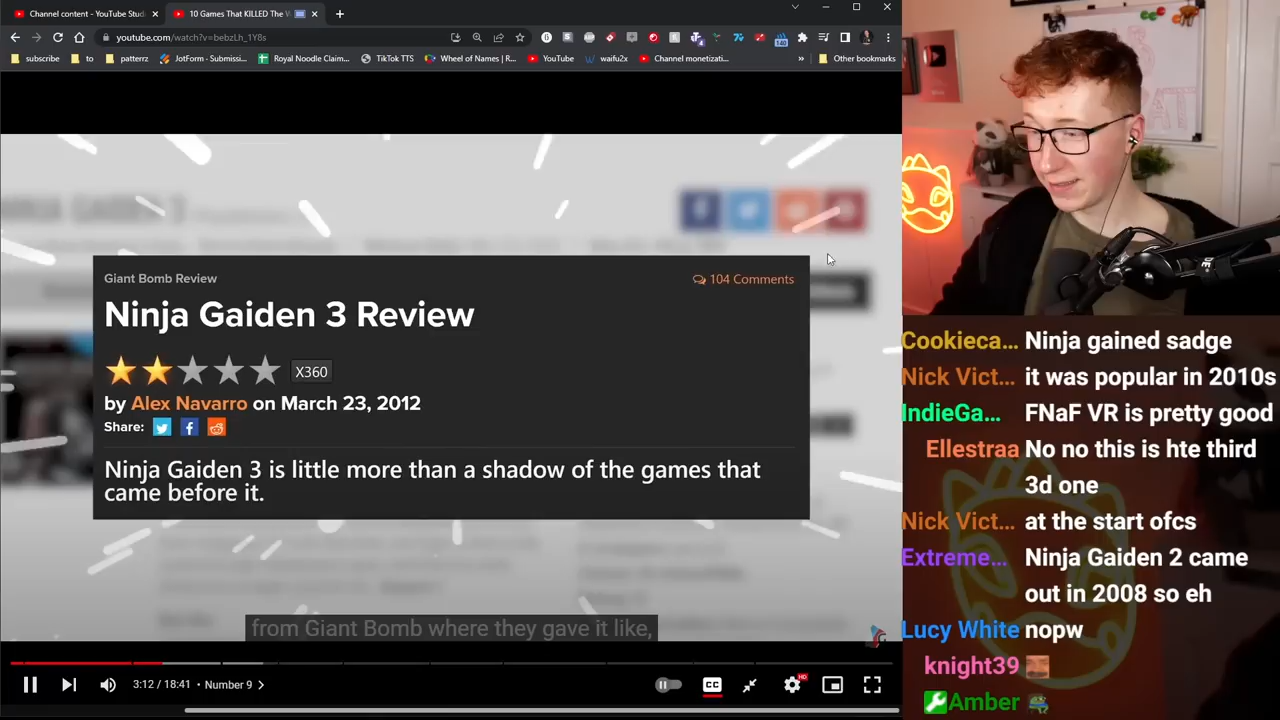 Channel content - YouTube Stud
10 Games That KILLED The V
youtube.com/watch?v=bebzLh_1Y8s
140
subscribe
to
patterrz
JotForm - Submissi...
Royal Noodle Claim...
TikTok TTS
Wheel of Names | R...
YouTube
waifu2x
Channel monetizati...
»
Other bookmarks
Giant Bomb Review
104 Comments
Ninja Gaiden 3 Review
X360
by Alex Navarro on March 23, 2012
Share:
Ninja Gaiden 3 is little more than a shadow of the games that
came before it.
from Giant Bomb where they gave it like,
3:12 / 18:41 • Number 9
CC
HD
Cookieca… Ninja gained sadge
Nick Vict… it was popular in 2010s
IndieGa… FNaF VR is pretty good
Ellestraa No no this is hte third
3d one
Nick Vict… at the start ofcs
Extreme… Ninja Gaiden 2 came
out in 2008 so eh
Lucy White nopw
knight39
Amber